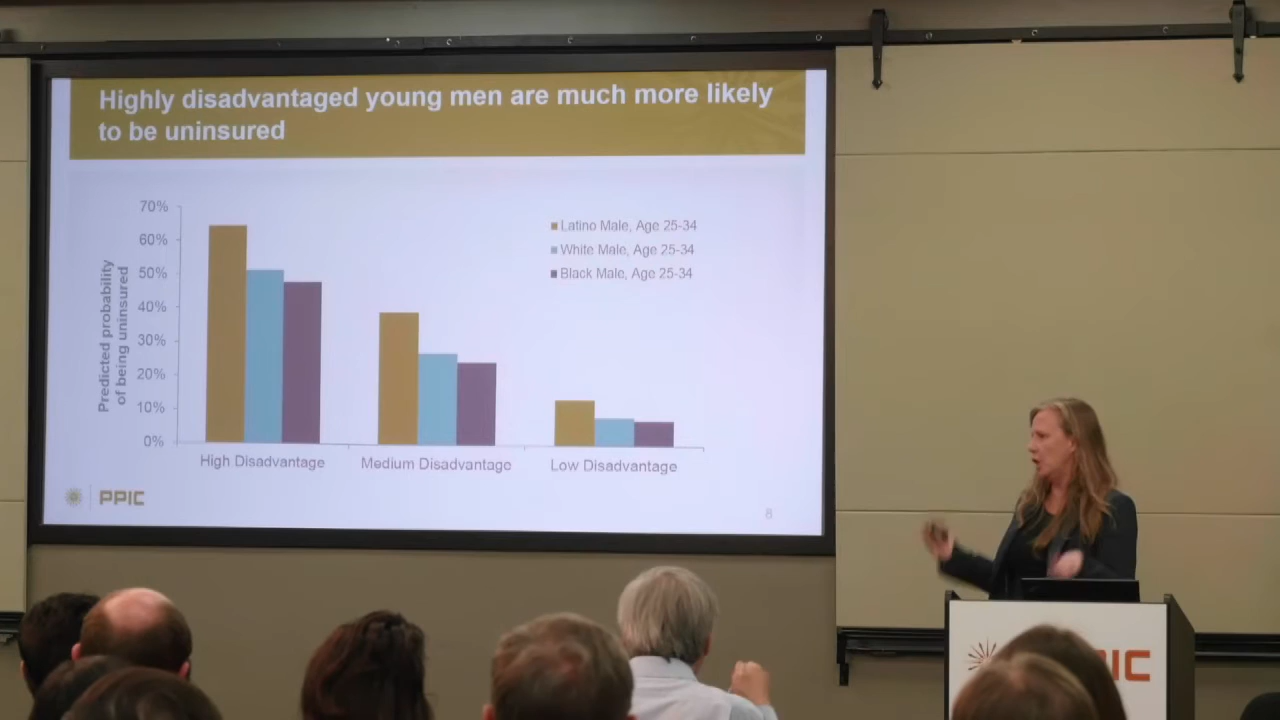 Highly disadvantaged young men are much more likely
to be uninsured
Predicted probability
of being uninsured
70%
60%
50%
40%
30%
20%
10%
0%
Latino Male, Age 25-34
White Male, Age 25-34
Black Male, Age 25-34
High Disadvantage
Medium Disadvantage
Low Disadvantage
PPIC
8
IC